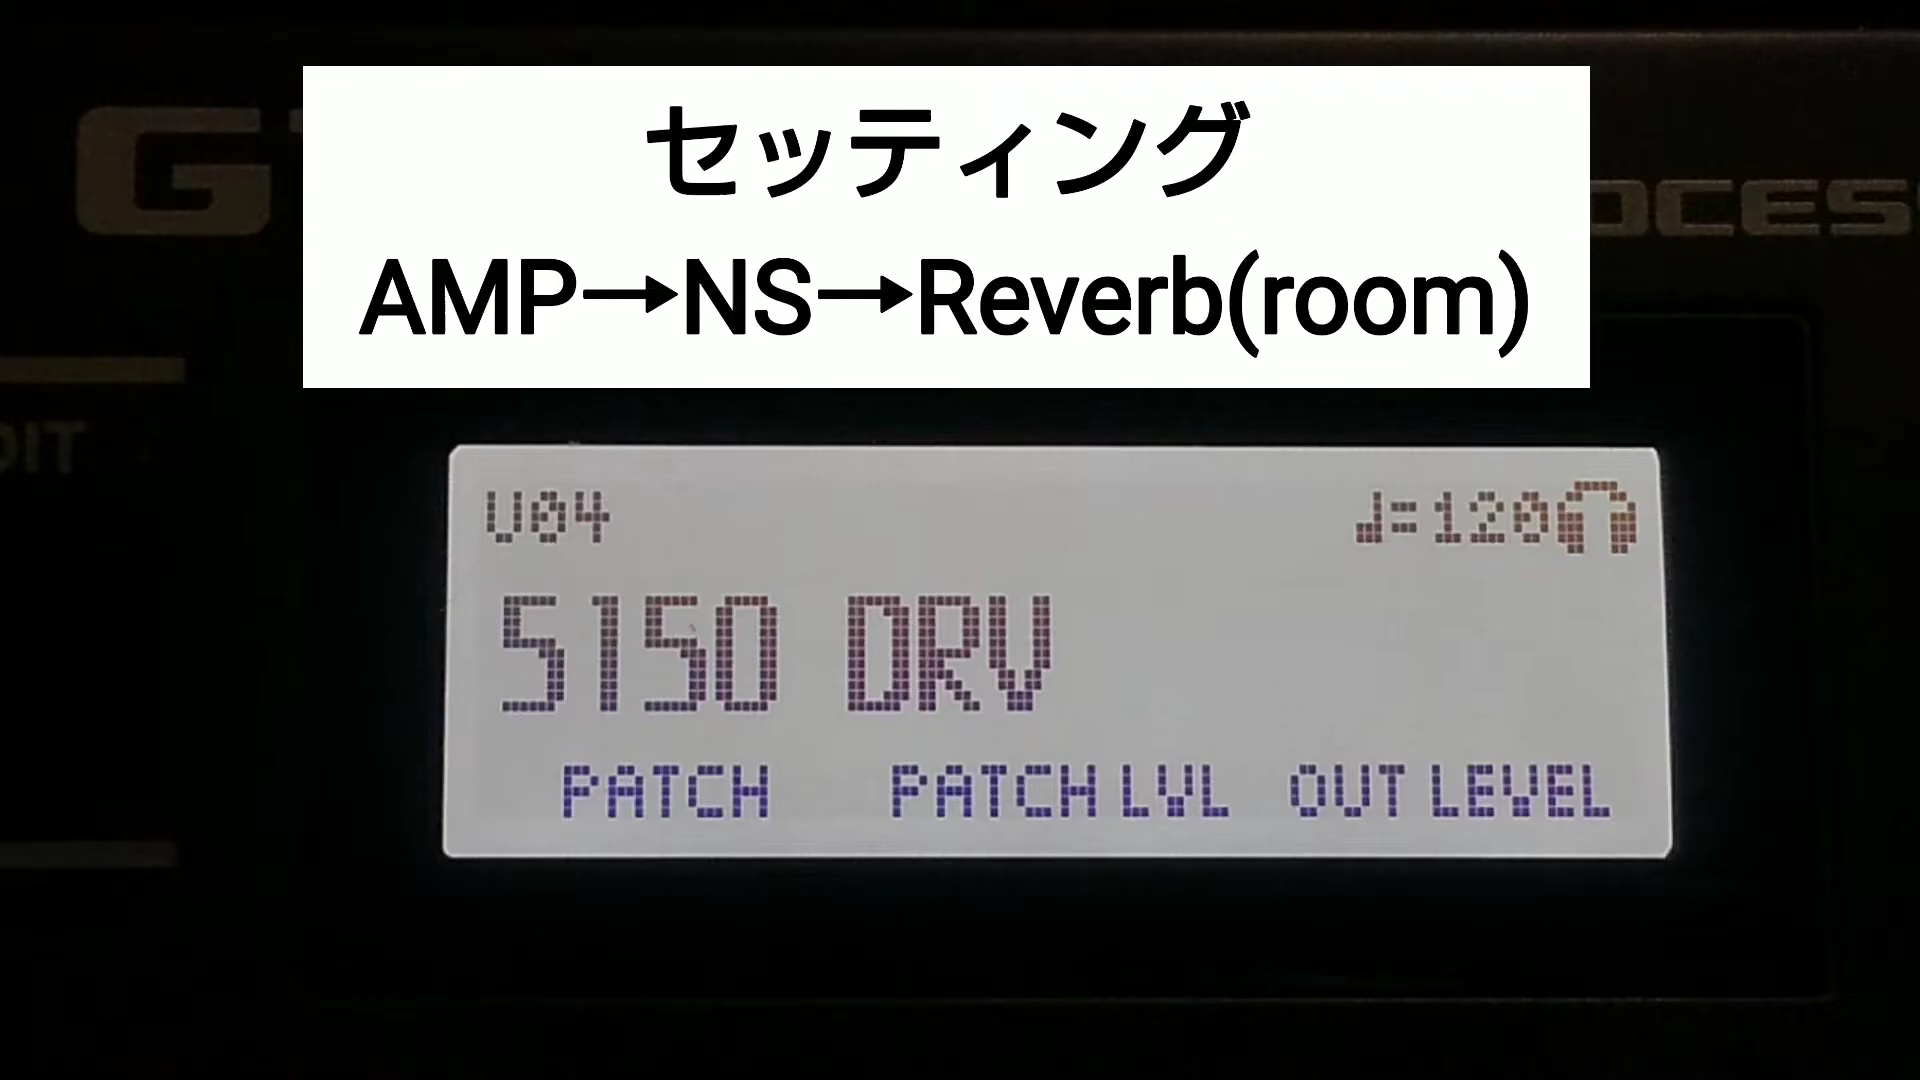 セッティング
AMP→NS→Reverb(room)
U04
♩=120
5150 DRV
PATCH PATCH LVL OUT LEVEL